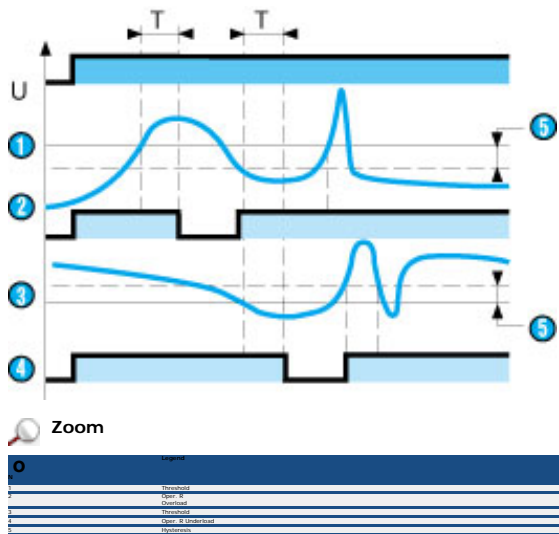 T T
U
5
1
2
3
5
4
Zoom
Legend
O
N
1 Threshold
2 Oper. R
Overload
3 Threshold
4 Oper. R Underload
5 Hysteresis